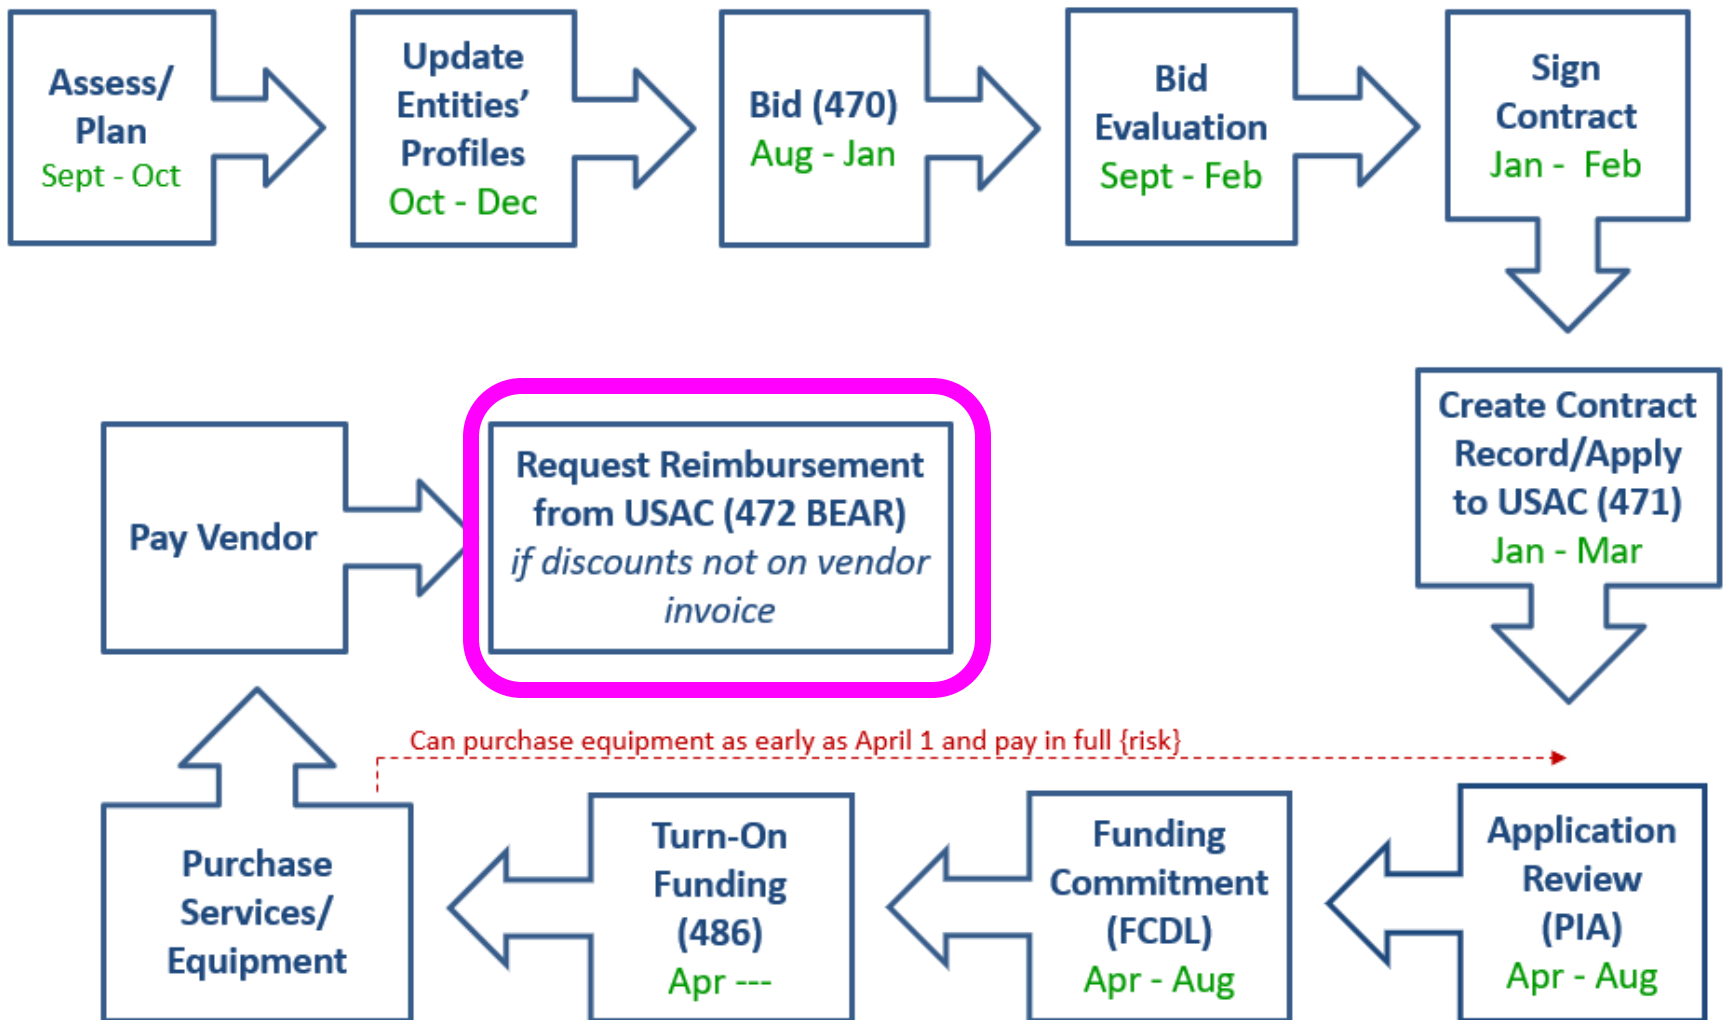 Assess/
Plan
Sept - Oct
Update
Entities’
Profiles
Oct - Dec
Bid (470)
Aug - Jan
Bid
Evaluation
Sept - Feb
Sign
Contract
Jan -  Feb
Create Contract
Record/Apply
to USAC (471)
Jan - Mar
Application
Review
(PIA)
Apr - Aug
Funding
Commitment
(FCDL)
Apr - Aug
Turn-On
Funding
(486)
Apr ---
Can purchase equipment as early as April 1 and pay in full {risk}
Purchase
Services/
Equipment
Pay Vendor
Request Reimbursement
from USAC (472 BEAR)
if discounts not on vendor
invoice